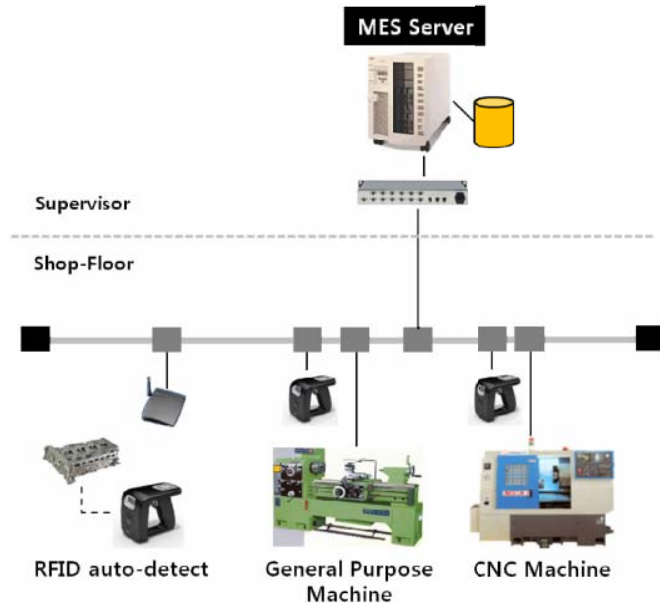 MES Server
Supervisor
Shop-Floor
RFID auto-detect
General Purpose
Machine
CNC Machine